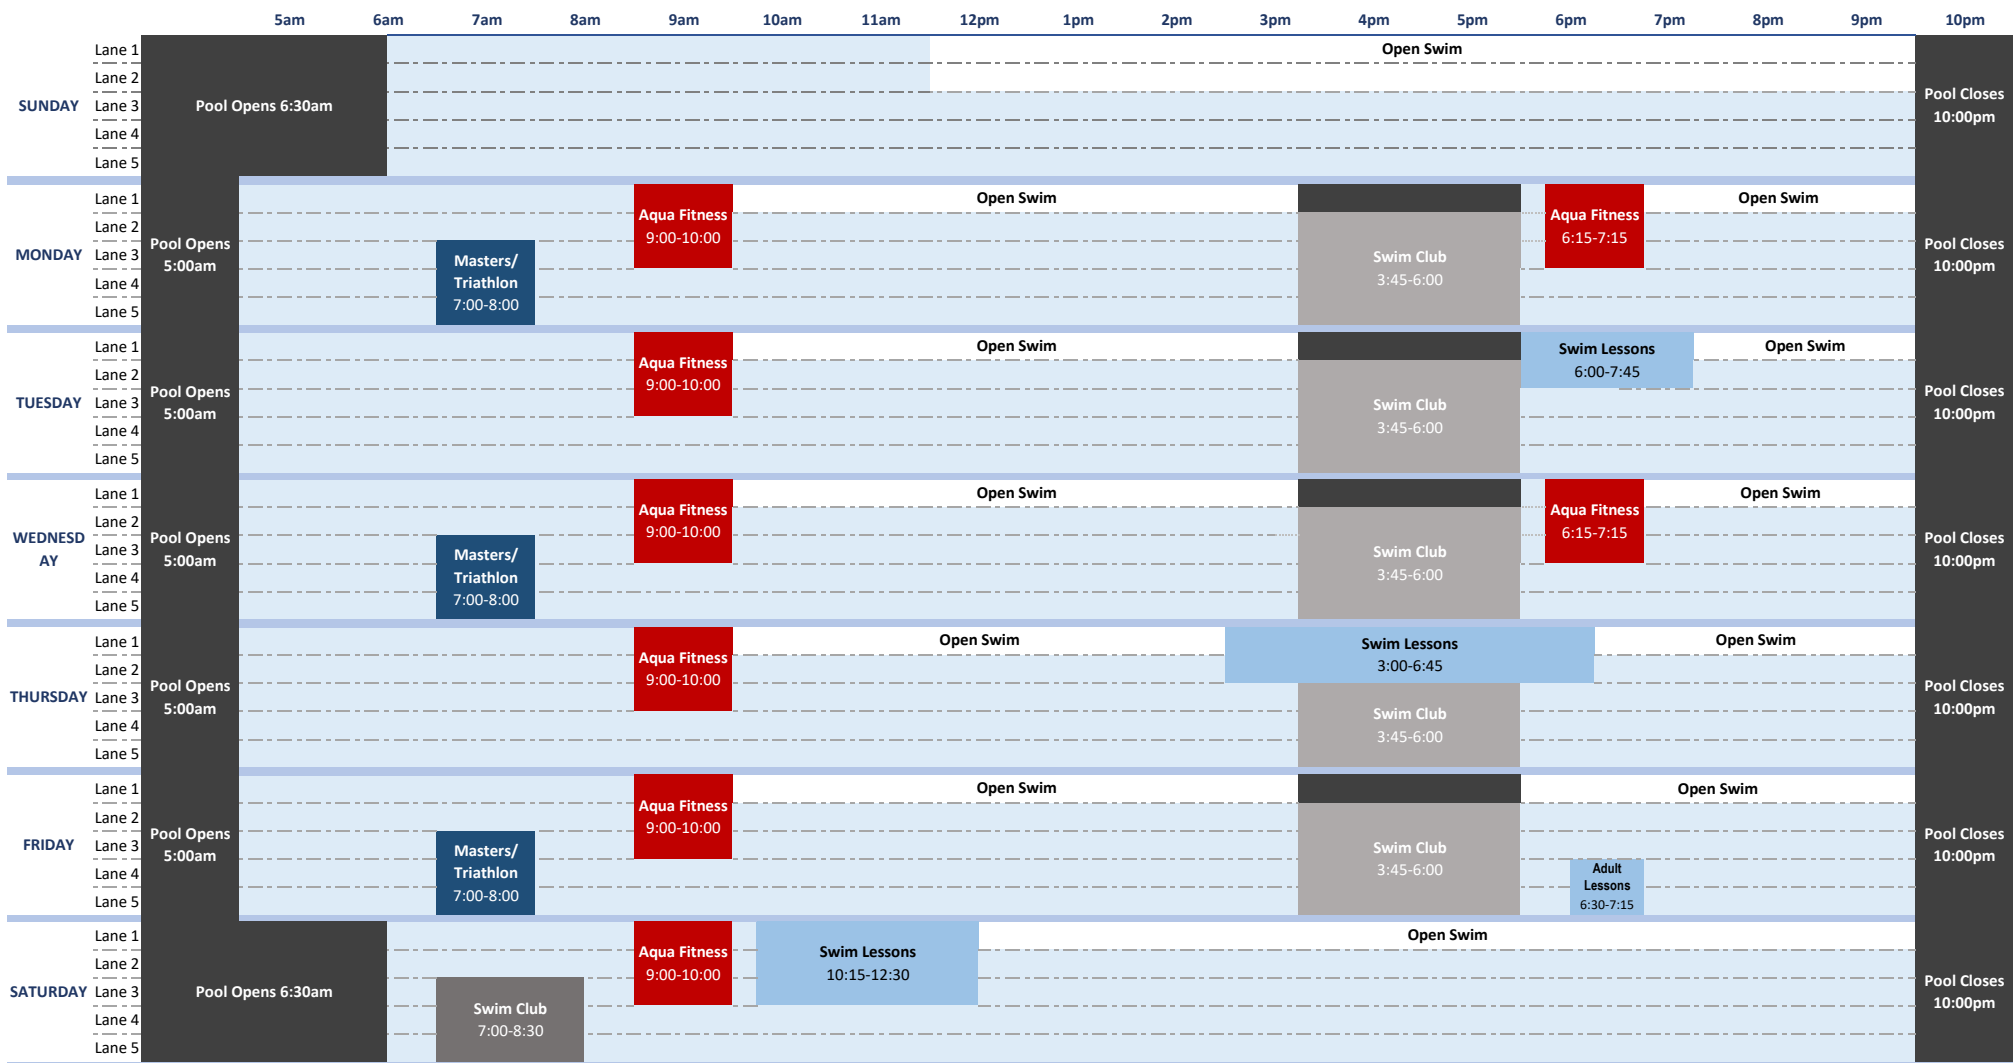 5am 6am 7am 8am 9am 10am 11am 12pm 1pm 2pm 3pm 4pm 5pm 6pm 7pm 8pm 9pm 10pm
SUNDAY
Lane 1
Lane 2
Lane 3
Lane 4
Lane 5
Pool Opens 6:30am
Open Swim
Pool Closes
10:00pm
MONDAY
Lane 1
Lane 2
Lane 3
Lane 4
Lane 5
Pool Opens
5:00am
Masters/
Triathlon
7:00-8:00
Aqua Fitness
9:00-10:00
Open Swim
Swim Club
3:45-6:00
Aqua Fitness
6:15-7:15
Open Swim
Pool Closes
10:00pm
TUESDAY
Lane 1
Lane 2
Lane 3
Lane 4
Lane 5
Pool Opens
5:00am
Aqua Fitness
9:00-10:00
Open Swim
Swim Club
3:45-6:00
Swim Lessons
6:00-7:45
Open Swim
Pool Closes
10:00pm
WEDNESD
AY
Lane 1
Lane 2
Lane 3
Lane 4
Lane 5
Pool Opens
5:00am
Masters/
Triathlon
7:00-8:00
Aqua Fitness
9:00-10:00
Open Swim
Swim Club
3:45-6:00
Aqua Fitness
6:15-7:15
Open Swim
Pool Closes
10:00pm
THURSDAY
Lane 1
Lane 2
Lane 3
Lane 4
Lane 5
Pool Opens
5:00am
Aqua Fitness
9:00-10:00
Open Swim
Swim Lessons
3:00-6:45
Swim Club
3:45-6:00
Open Swim
Pool Closes
10:00pm
FRIDAY
Lane 1
Lane 2
Lane 3
Lane 4
Lane 5
Pool Opens
5:00am
Masters/
Triathlon
7:00-8:00
Aqua Fitness
9:00-10:00
Open Swim
Swim Club
3:45-6:00
Open Swim
Adult
Lessons
6:30-7:15
Pool Closes
10:00pm
SATURDAY
Lane 1
Lane 2
Lane 3
Lane 4
Lane 5
Pool Opens 6:30am
Swim Club
7:00-8:30
Aqua Fitness
9:00-10:00
Swim Lessons
10:15-12:30
Open Swim
Pool Closes
10:00pm